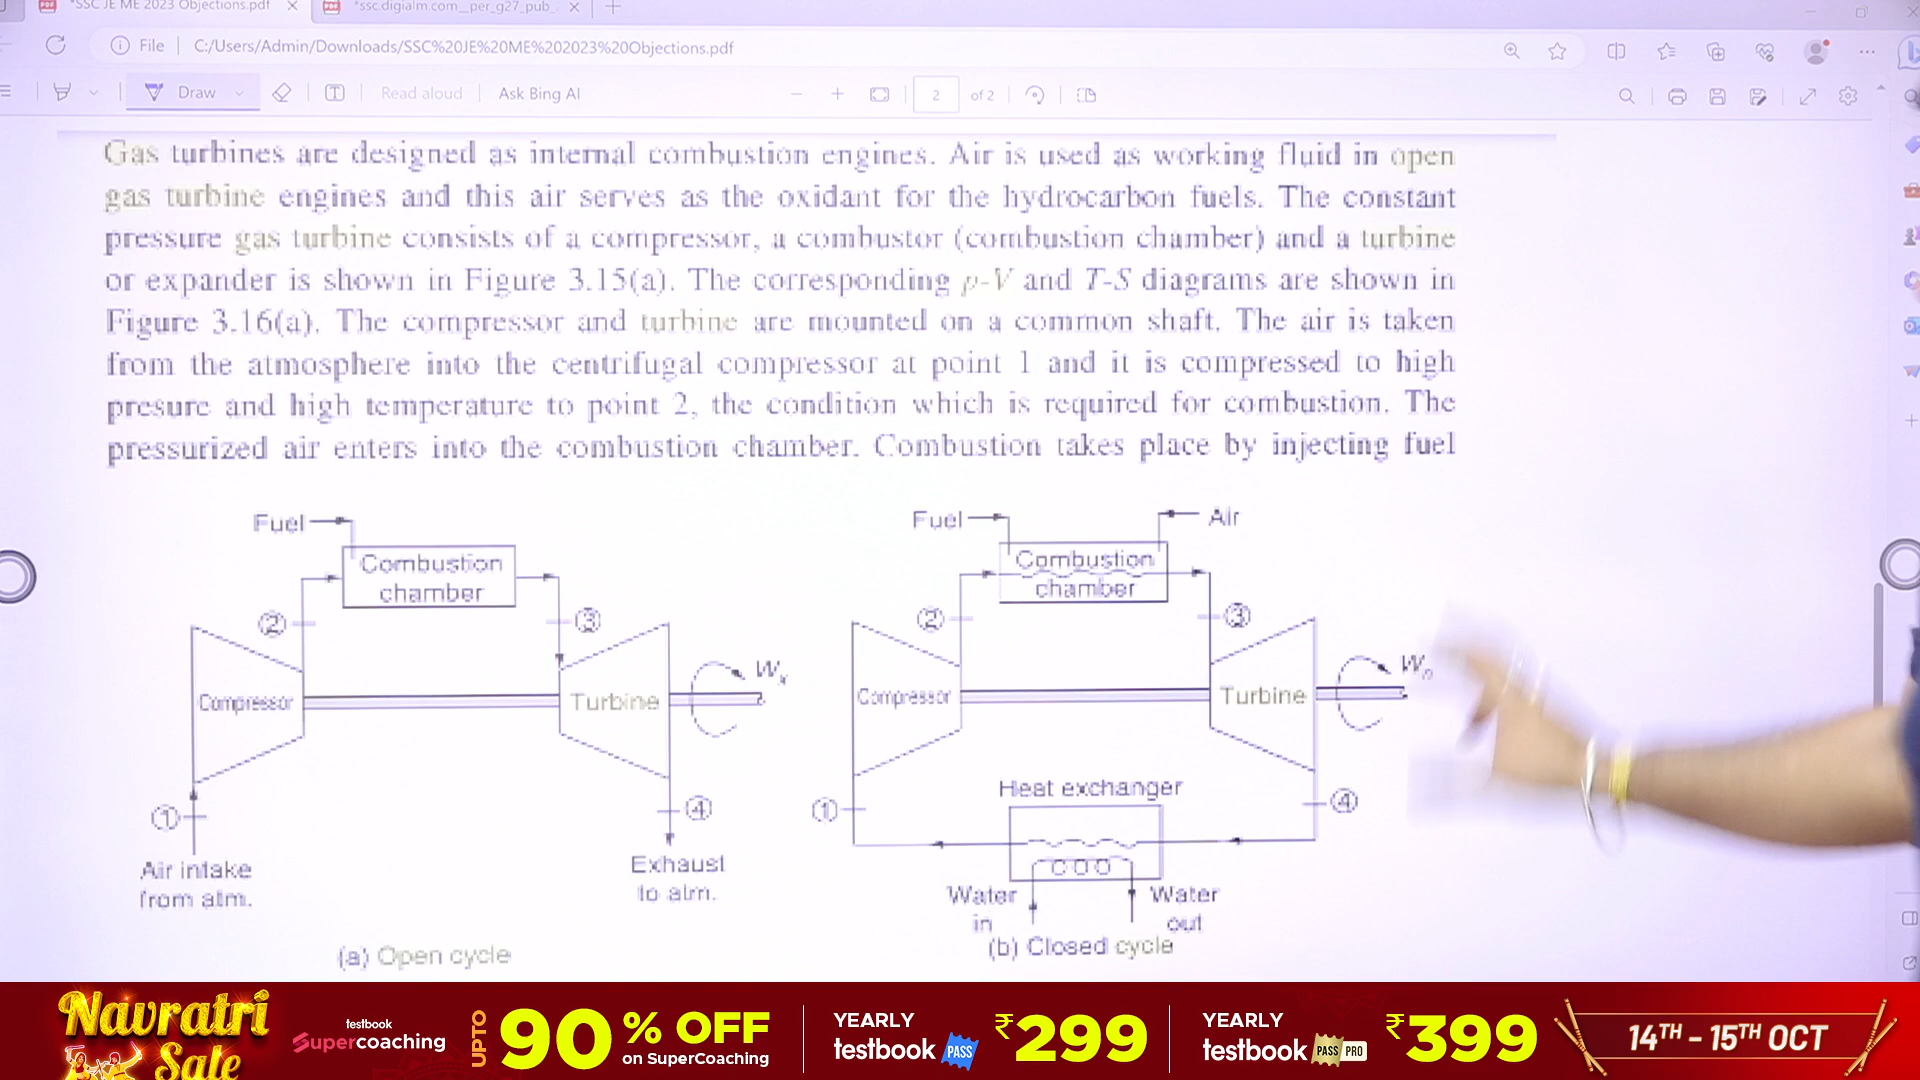 *SSC JE ME 2023 Objections.pdf
*ssc.digialm.com__per_g27_pub_
File
C:/Users/Admin/Downloads/SSC%20JE%20ME%202023%20Objections.pdf
Draw
Read aloud
Ask Bing AI
2
of 2
Gas turbines are designed as internal combustion engines. Air is used as working fluid in open
gas turbine engines and this air serves as the oxidant for the hydrocarbon fuels. The constant
pressure gas turbine consists of a compressor, a combustor (combustion chamber) and a turbine
or expander is shown in Figure 3.15(a). The corresponding p-V and T-S diagrams are shown in
Figure 3.16(a). The compressor and turbine are mounted on a common shaft. The air is taken
from the atmosphere into the centrifugal compressor at point 1 and it is compressed to high
presure and high temperature to point 2, the condition which is required for combustion. The
pressurized air enters into the combustion chamber. Combustion takes place by injecting fuel
Fuel
Combustion
chamber
②
③
Compressor
Turbine
①
④
Air intake
from atm.
Exhaust
to atm.
(a) Open cycle
Fuel
Air
Combustion
chamber
②
③
Compressor
Turbine
Heat exchanger
①
④
Water
in
Water
out
(b) Closed cycle
Navratri
Sale
testbook
Supercoaching
UPTO
90% OFF
on SuperCoaching
YEARLY
testbook PASS
₹299
YEARLY
testbook PASS PRO
₹399
14TH - 15TH OCT